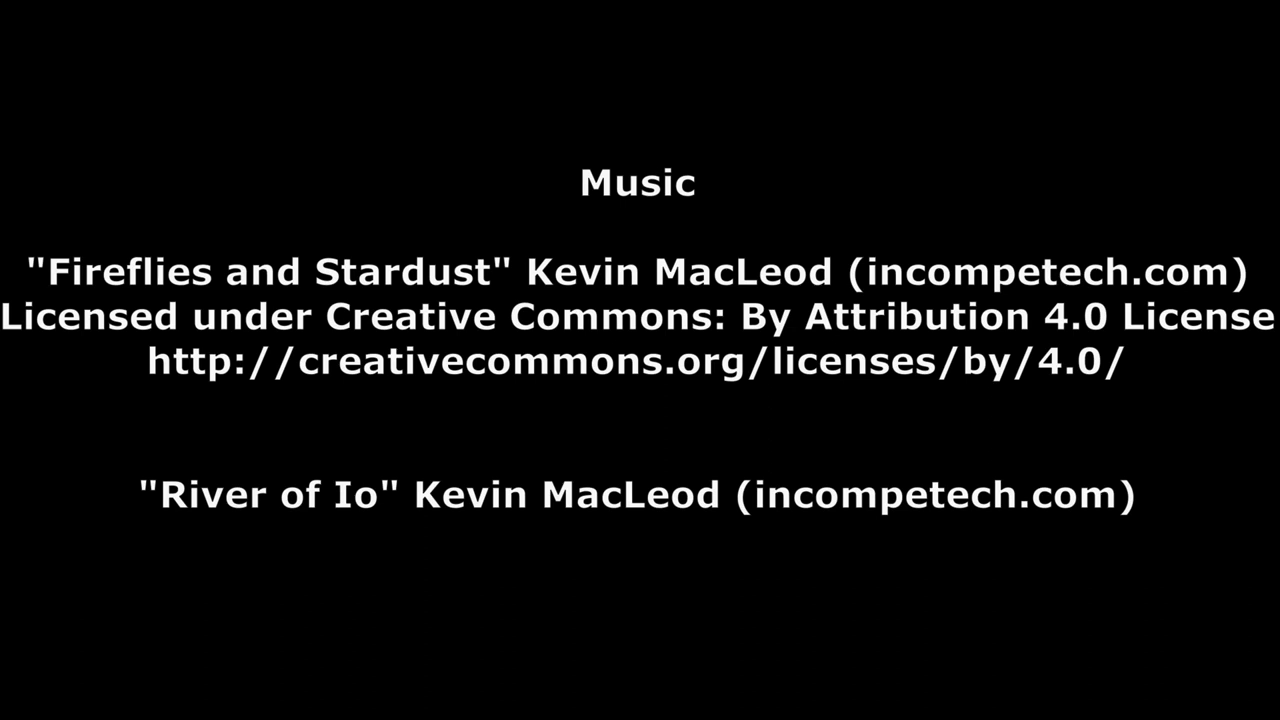 Music
"Fireflies and Stardust" Kevin MacLeod (incompetech.com)
Licensed under Creative Commons: By Attribution 4.0 License
http://creativecommons.org/licenses/by/4.0/
"River of Io" Kevin MacLeod (incompetech.com)